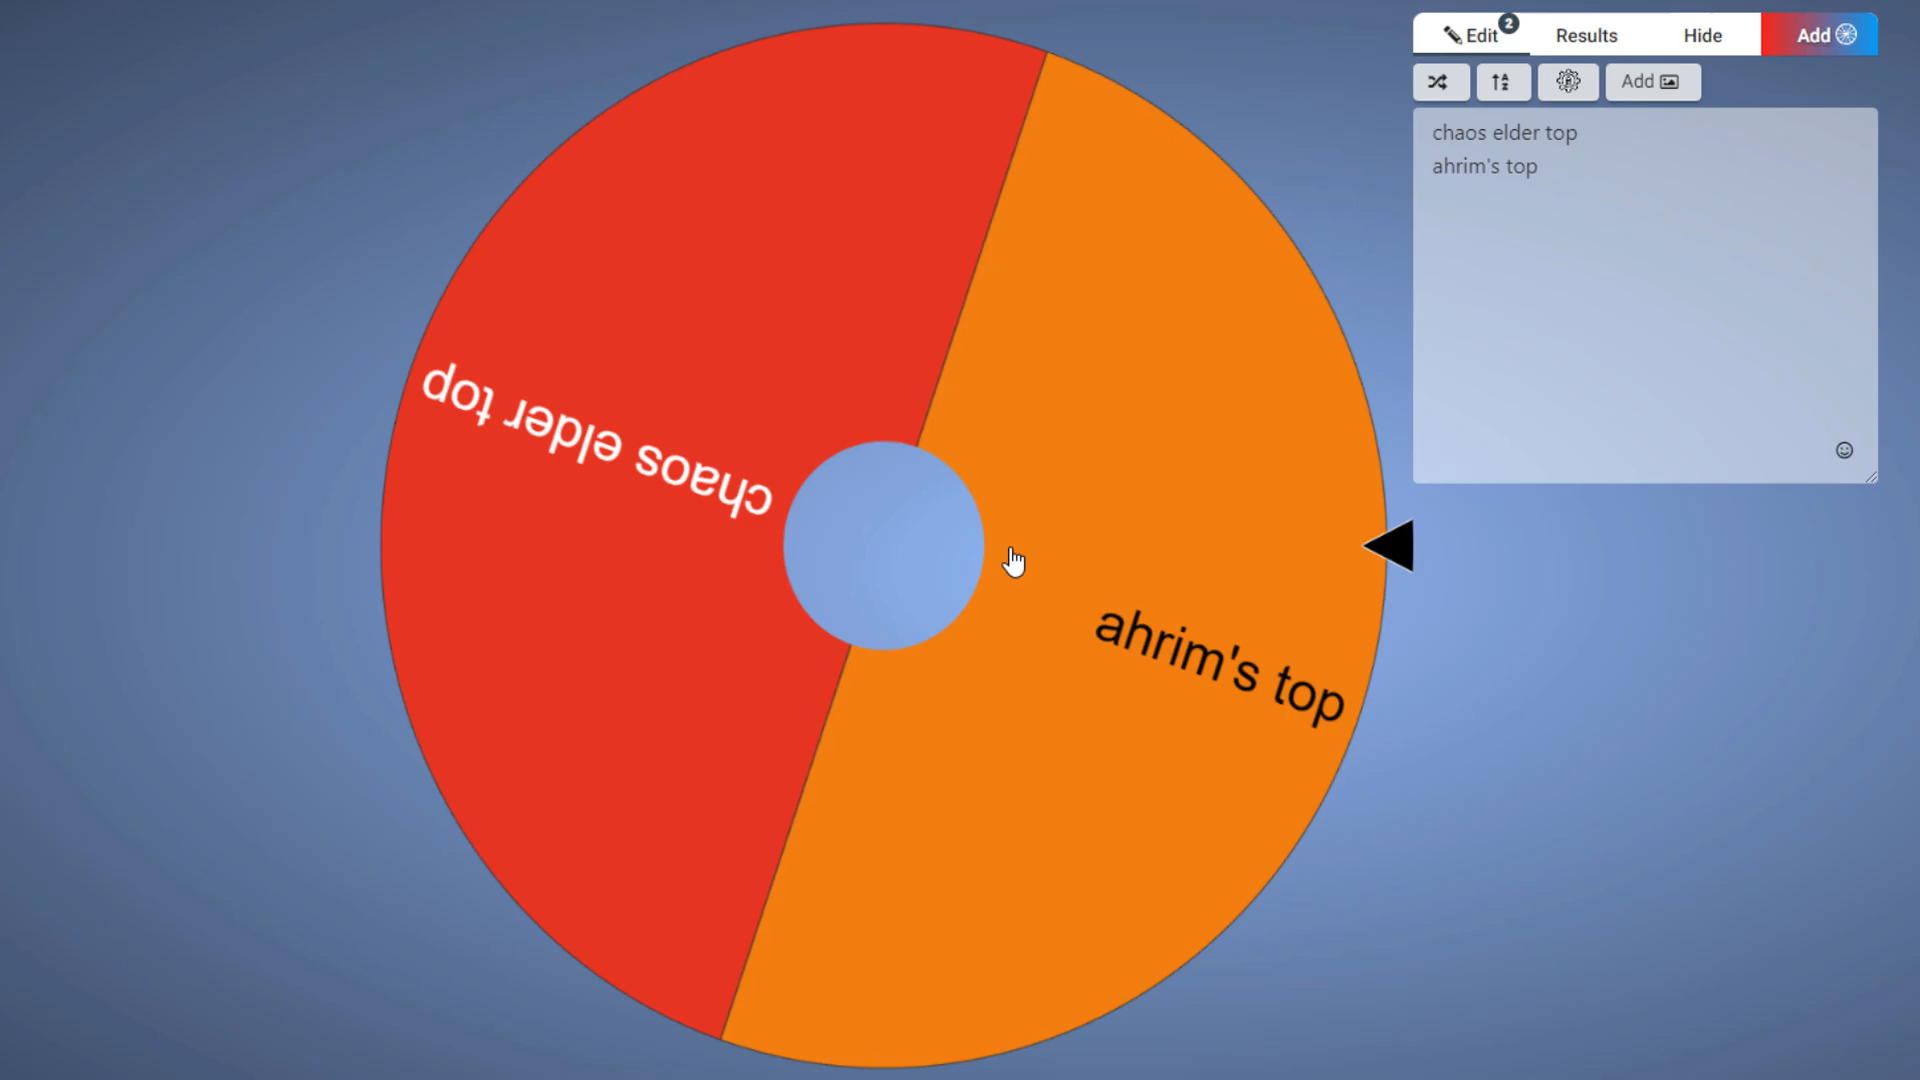 Edit 2 Results Hide Add
Add
chaos elder top
ahrim's top
chaos elder top
ahrim's top